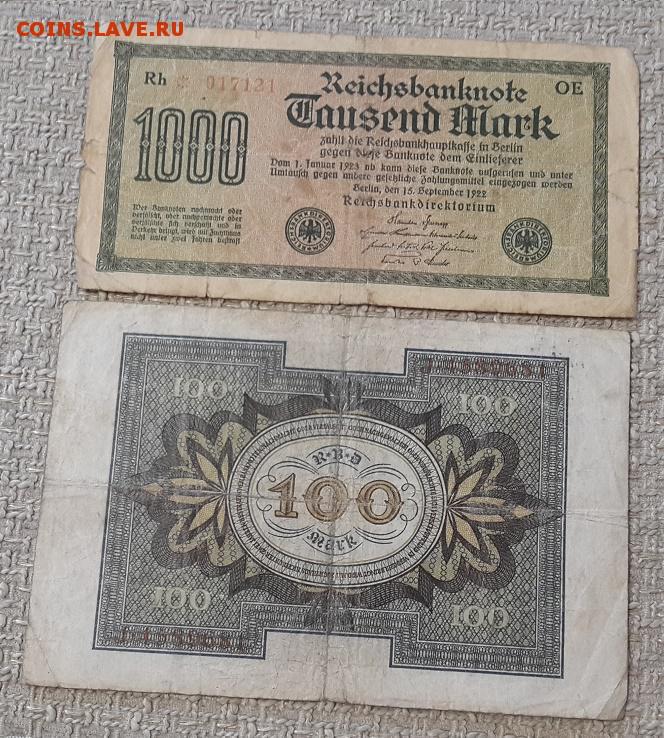 COINS.LAVE.RU
Rh * 017121
Reichsbanknote
OE
1000
Tausend Mark
zahlt die Reichsbankhauptkasse in Berlin
gegen diese Banknote dem Einlieferer
Vom 1. Januar 1923 ab kann diese Banknote aufgerufen und unter
Umtausch gegen andere gesetzliche Zahlungsmittel eingezogen werden
Berlin, den 15. September 1922
Reichsbankdirektorium
Wer Banknoten nachmacht oder
verfälscht, oder nachgemachte oder
verfälschte sich verschafft und in
Verkehr bringt, wird mit Zuchthaus
nicht unter zwei Jahren bestraft
100
100
R·B·D
100
Mark
100
100